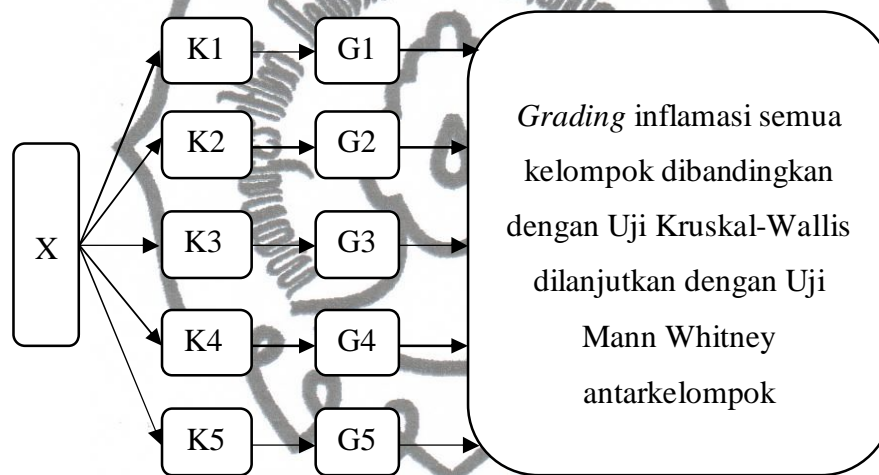 X
K1
G1
K2
G2
K3
G3
K4
G4
K5
G5
Grading inflamasi semua
kelompok dibandingkan
dengan Uji Kruskal-Wallis
dilanjutkan dengan Uji
Mann Whitney
antarkelompok